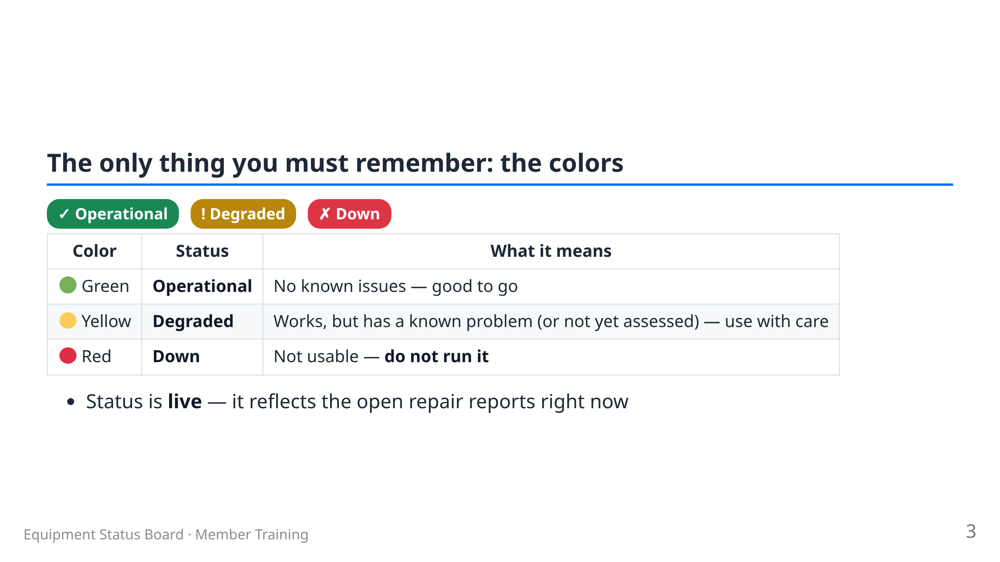 The only thing you must remember: the colors
✓ Operational ! Degraded ✗ Down
Color Status What it means
Green Operational No known issues — good to go
Yellow Degraded Works, but has a known problem (or not yet assessed) — use with care
Red Down Not usable — do not run it
• Status is live — it reflects the open repair reports right now
Equipment Status Board · Member Training 3